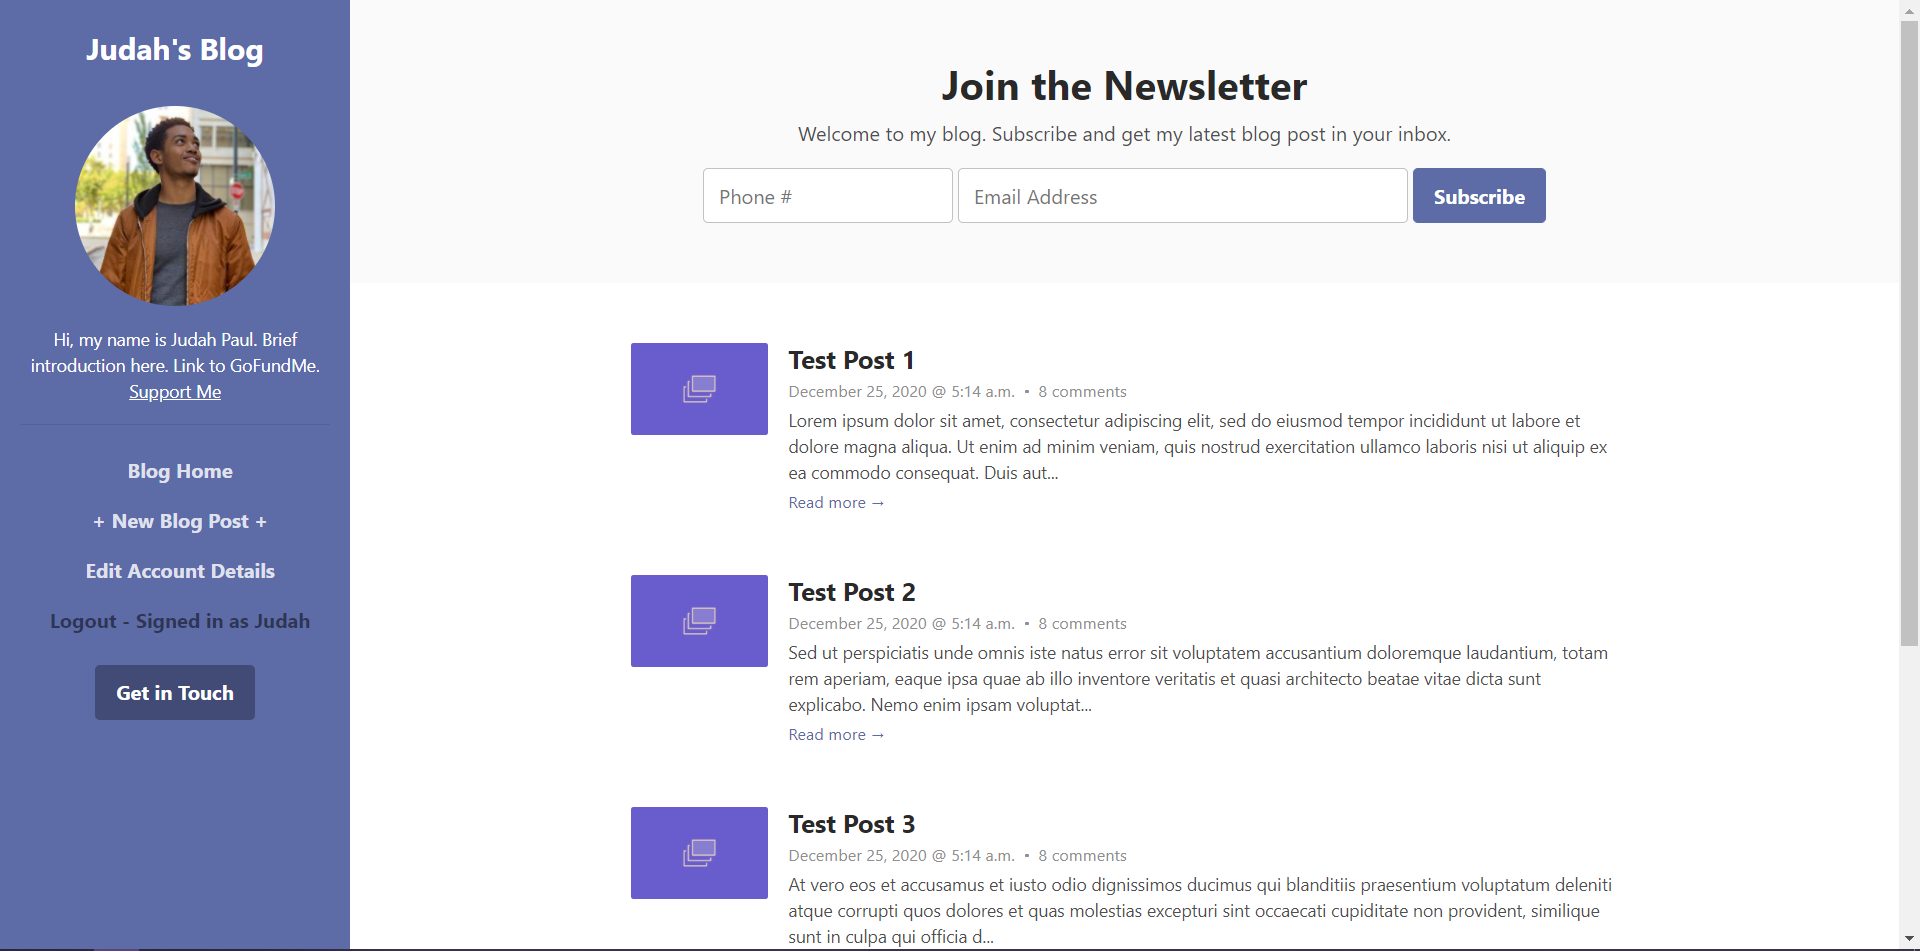 Judah's Blog
Hi, my name is Judah Paul. Brief
introduction here. Link to GoFundMe.
Support Me
Blog Home
+ New Blog Post +
Edit Account Details
Logout - Signed in as Judah
Get in Touch
Join the Newsletter
Welcome to my blog. Subscribe and get my latest blog post in your inbox.
Phone # Email Address Subscribe
Test Post 1
December 25, 2020 @ 5:14 a.m. • 8 comments
Lorem ipsum dolor sit amet, consectetur adipiscing elit, sed do eiusmod tempor incididunt ut labore et
dolore magna aliqua. Ut enim ad minim veniam, quis nostrud exercitation ullamco laboris nisi ut aliquip ex
ea commodo consequat. Duis aut...
Read more →
Test Post 2
December 25, 2020 @ 5:14 a.m. • 8 comments
Sed ut perspiciatis unde omnis iste natus error sit voluptatem accusantium doloremque laudantium, totam
rem aperiam, eaque ipsa quae ab illo inventore veritatis et quasi architecto beatae vitae dicta sunt
explicabo. Nemo enim ipsam voluptat...
Read more →
Test Post 3
December 25, 2020 @ 5:14 a.m. • 8 comments
At vero eos et accusamus et iusto odio dignissimos ducimus qui blanditiis praesentium voluptatum deleniti
atque corrupti quos dolores et quas molestias excepturi sint occaecati cupiditate non provident, similique
sunt in culpa qui officia d...